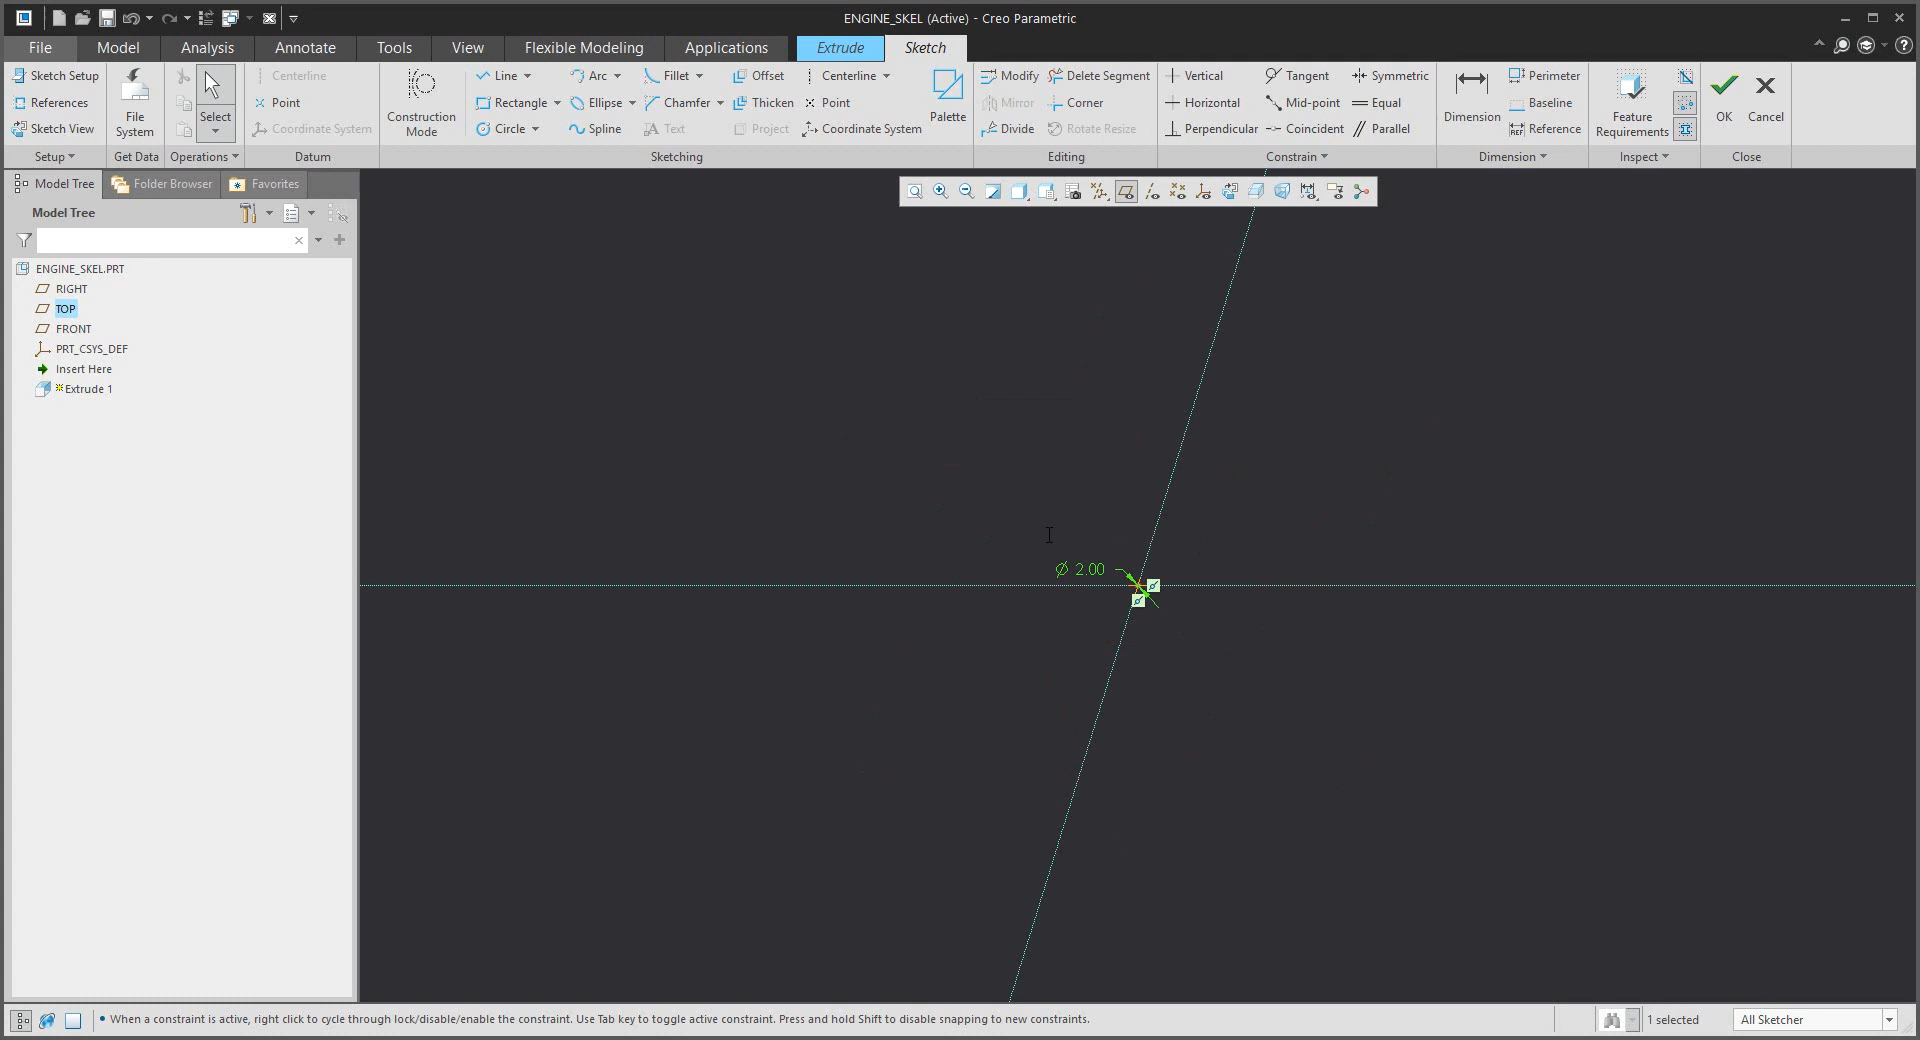 ENGINE_SKEL (Active) - Creo Parametric
File Model Analysis Annotate Tools View Flexible Modeling Applications Extrude Sketch
Sketch Setup
References
Sketch View
Setup
File System
Get Data
Select
Operations
Centerline
Point
Coordinate System
Datum
Construction Mode
Line Arc Fillet Offset Centerline
Rectangle Ellipse Chamfer Thicken Point
Circle Spline Text Project Coordinate System
Palette
Sketching
Modify Delete Segment
Mirror Corner
Divide Rotate Resize
Editing
Vertical Tangent Symmetric
Horizontal Mid-point Equal
Perpendicular Coincident Parallel
Constrain
Dimension
Perimeter
Baseline
REF Reference
Dimension
Feature Requirements
Inspect
OK Cancel
Close
Model Tree Folder Browser Favorites
Model Tree
ENGINE_SKEL.PRT
RIGHT
TOP
FRONT
PRT_CSYS_DEF
Insert Here
Extrude 1
Ø 2.00
When a constraint is active, right click to cycle through lock/disable/enable the constraint. Use Tab key to toggle active constraint. Press and hold Shift to disable snapping to new constraints.
1 selected
All Sketcher